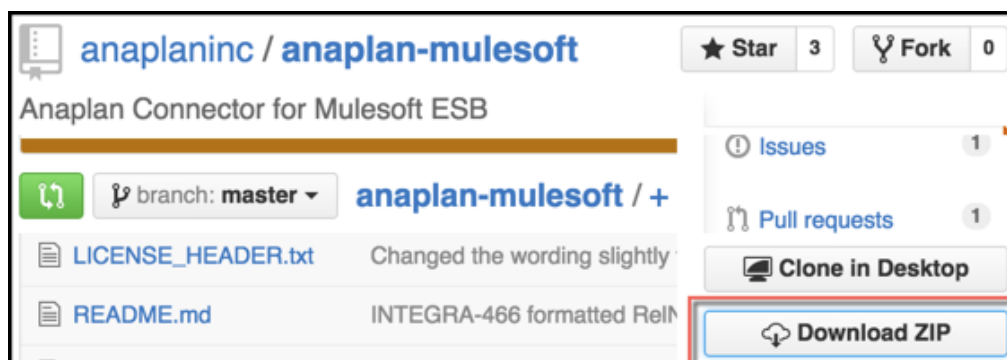 anaplaninc / anaplan-mulesoft
Star 3
Fork 0
Anaplan Connector for Mulesoft ESB
Issues 1
branch: master
anaplan-mulesoft / +
Pull requests 1
LICENSE_HEADER.txt
Changed the wording slightly
Clone in Desktop
README.md
INTEGRA-466 formatted
Download ZIP